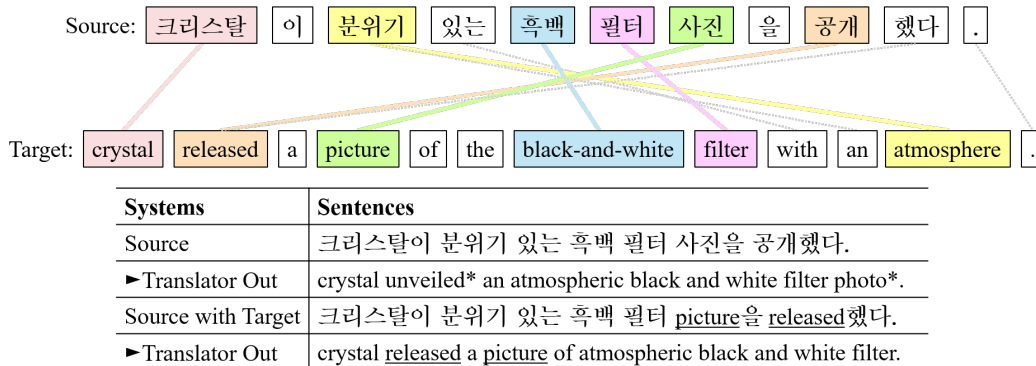 Source: 크리스탈 이 분위기 있는 흑백 필터 사진 을 공개 했다 .
Target: crystal released a picture of the black-and-white filter with an atmosphere .
Systems Sentences
Source 크리스탈이 분위기 있는 흑백 필터 사진을 공개했다.
►Translator Out crystal unveiled* an atmospheric black and white filter photo*.
Source with Target 크리스탈이 분위기 있는 흑백 필터 picture을 released했다.
►Translator Out crystal released a picture of atmospheric black and white filter.